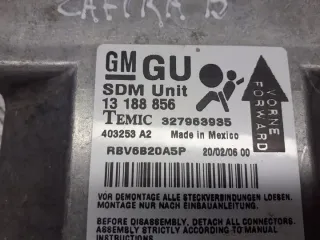 ZAFIRA B
GM GU
SDM Unit
13 188 856
TEMIC 327963935
403253 A2 Made in Mexico
RBV6B20A5P 20/02/06 00
VORNE
FORWARD
VOR DEMONTAGE ALLE STECKVERBINDUNGEN LOESEN.
MONTAGE NUR NACH EINBAUANLEITUNG
BEFORE DISASSEMBLY, DETACH ALL CONNECTORS.
ASSEMBLY STRICTLY ACCORDING TO MANUAL
INSTRUCTIONS